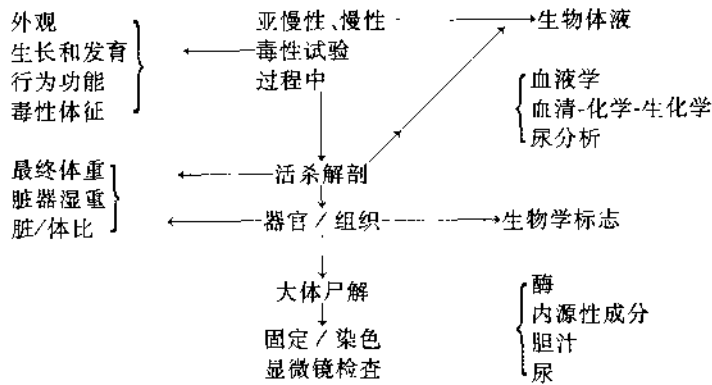 外观
生长和发育
行为功能
毒性体征
亚慢性、慢性
毒性试验
过程中
生物体液
血液学
血清-化学-生化学
尿分析
最终体重
脏器湿重
脏/体比
活杀解剖
器官/组织
生物学标志
大体尸解
固定/染色
显微镜检查
酶
内源性成分
胆汁
尿